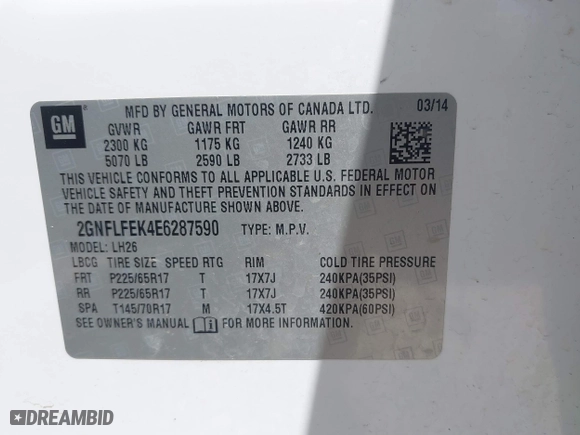 GM
MFD BY GENERAL MOTORS OF CANADA LTD. 03/14
GVWR GAWR FRT GAWR RR
2300 KG 1175 KG 1240 KG
5070 LB 2590 LB 2733 LB
THIS VEHICLE CONFORMS TO ALL APPLICABLE U.S. FEDERAL MOTOR
VEHICLE SAFETY AND THEFT PREVENTION STANDARDS IN EFFECT ON
THE DATE OF MANUFACTURE SHOWN ABOVE.
2GNFLFEK4E6287590 TYPE: M.P.V.
MODEL: LH26
LBCG TIRE SIZE SPEED RTG RIM COLD TIRE PRESSURE
FRT P225/65R17 T 17X7J 240KPA(35PSI)
RR P225/65R17 T 17X7J 240KPA(35PSI)
SPA T145/70R17 M 17X4.5T 420KPA(60PSI)
SEE OWNER'S MANUAL FOR MORE INFORMATION.
DREAMBID